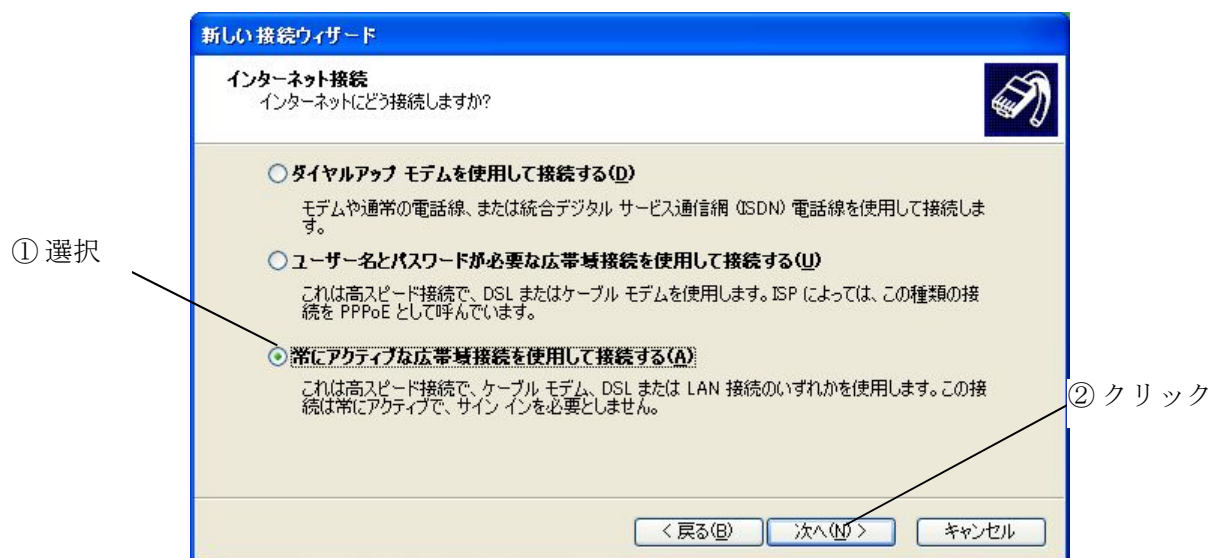 新しい接続ウィザード
インターネット接続
インターネットにどう接続しますか?
ダイヤルアップ モデムを使用して接続する(D)
モデムや通常の電話線、または統合デジタル サービス通信網 (ISDN) 電話線を使用して接続しま
す。
① 選択
ユーザー名とパスワードが必要な広帯域接続を使用して接続する(U)
これは高スピード接続で、DSL またはケーブル モデムを使用します。ISP によっては、この種類の接
続を PPPoE として呼んでいます。
常にアクティブな広帯域接続を使用して接続する(A)
これは高スピード接続で、ケーブル モデム、DSL または LAN 接続のいずれかを使用します。この接
続は常にアクティブで、サイン インを必要としません。
② クリック
< 戻る(B) 次へ(N) > キャンセル